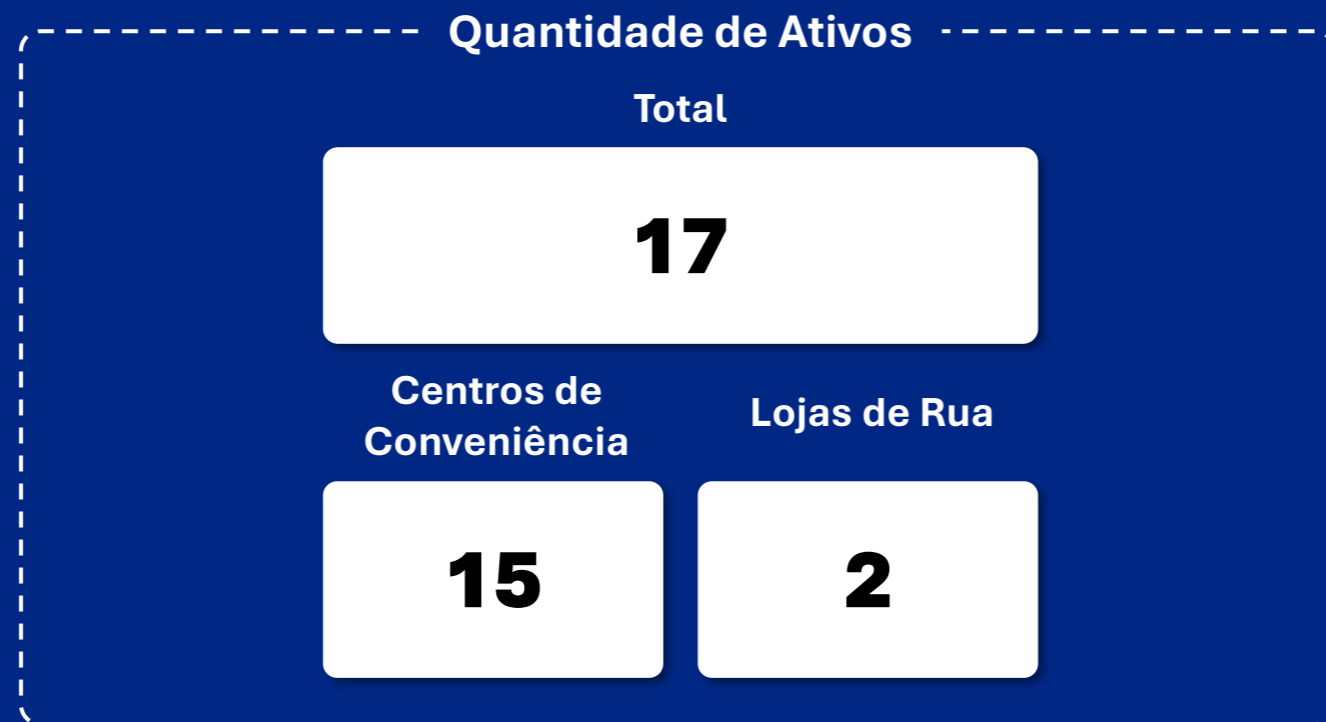 Quantidade de Ativos
Total
17
Centros de
Conveniência
Lojas de Rua
15
2